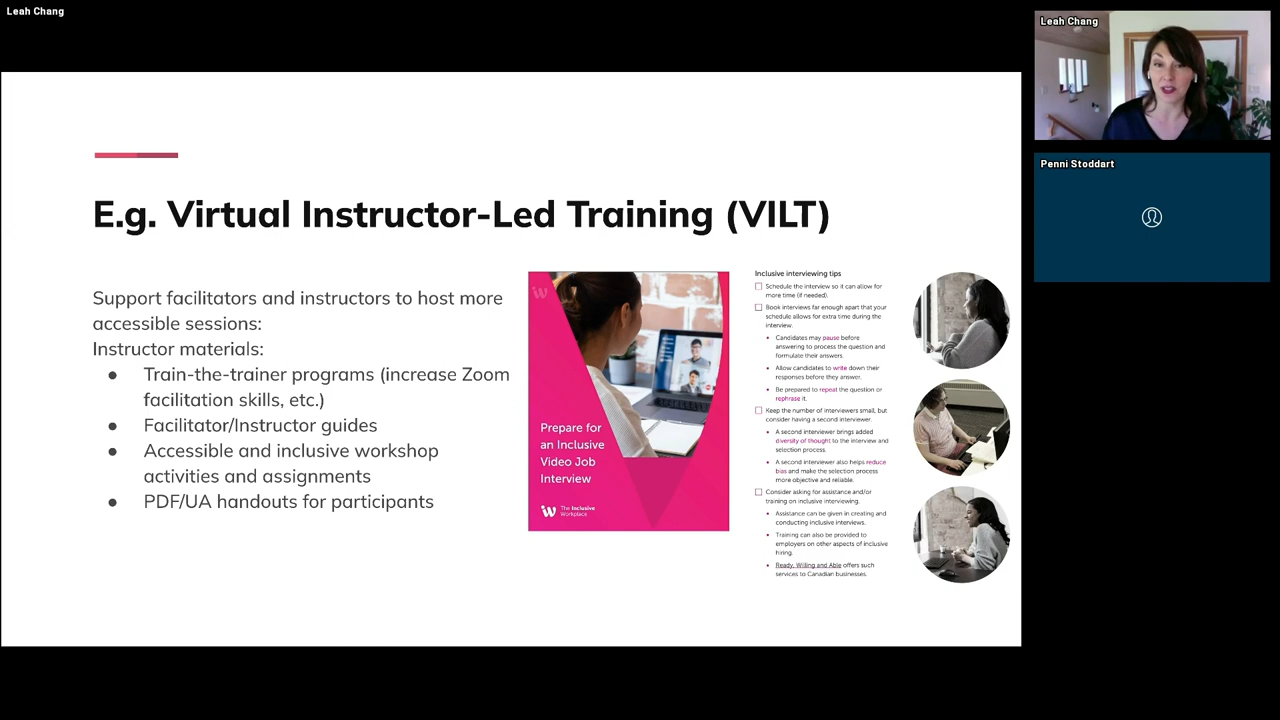 Leah Chang
E.g. Virtual Instructor-Led Training (VILT)
Support facilitators and instructors to host more
accessible sessions:
Instructor materials:
● Train-the-trainer programs (increase Zoom
facilitation skills, etc.)
● Facilitator/Instructor guides
● Accessible and inclusive workshop
activities and assignments
● PDF/UA handouts for participants
Prepare for
an Inclusive
Video Job
Interview
The Inclusive
Workplace
Inclusive interviewing tips
Schedule the interview so it can allow for
more time (if needed).
Book interviews far enough apart that your
schedule allows for extra time during the
interview.
• Candidates may pause before
answering to process the question and
formulate their answers.
• Allow candidates to write down their
responses before they answer.
• Be prepared to repeat the question or
rephrase it.
Keep the number of interviewers small, but
consider having a second interviewer.
• A second interviewer brings added
diversity of thought to the interview and
selection process.
• A second interviewer also helps reduce
bias and make the selection process
more objective and reliable.
Consider asking for assistance and/or
training on inclusive interviewing.
• Assistance can be given in creating and
conducting inclusive interviews.
• Training can also be provided to
employers on other aspects of inclusive
hiring.
• Ready, Willing and Able offers such
services to Canadian businesses.
Leah Chang
Penni Stoddart